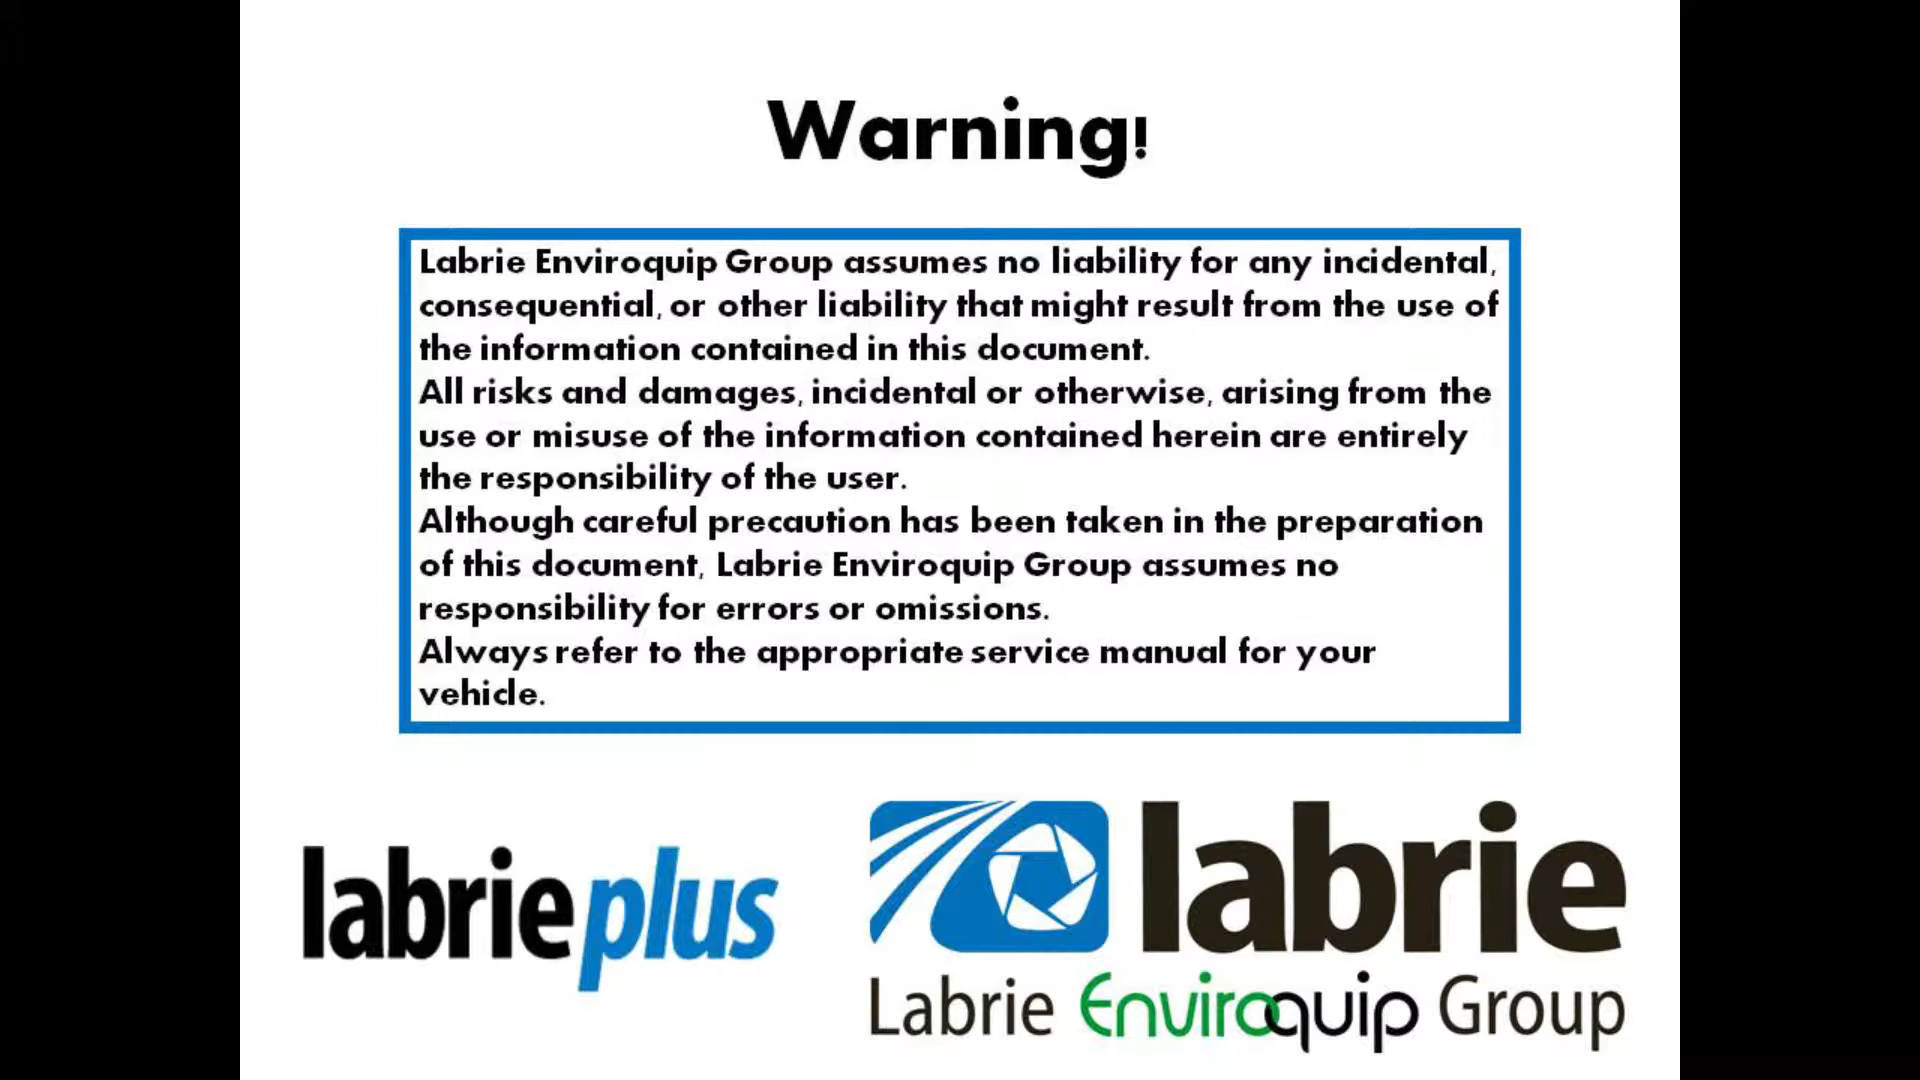 Warning!
Labrie Enviroquip Group assumes no liability for any incidental,
consequential, or other liability that might result from the use of
the information contained in this document.
All risks and damages, incidental or otherwise, arising from the
use or misuse of the information contained herein are entirely
the responsibility of the user.
Although careful precaution has been taken in the preparation
of this document, Labrie Enviroquip Group assumes no
responsibility for errors or omissions.
Always refer to the appropriate service manual for your
vehicle.
labrie plus
labrie
Labrie Enviroquip Group